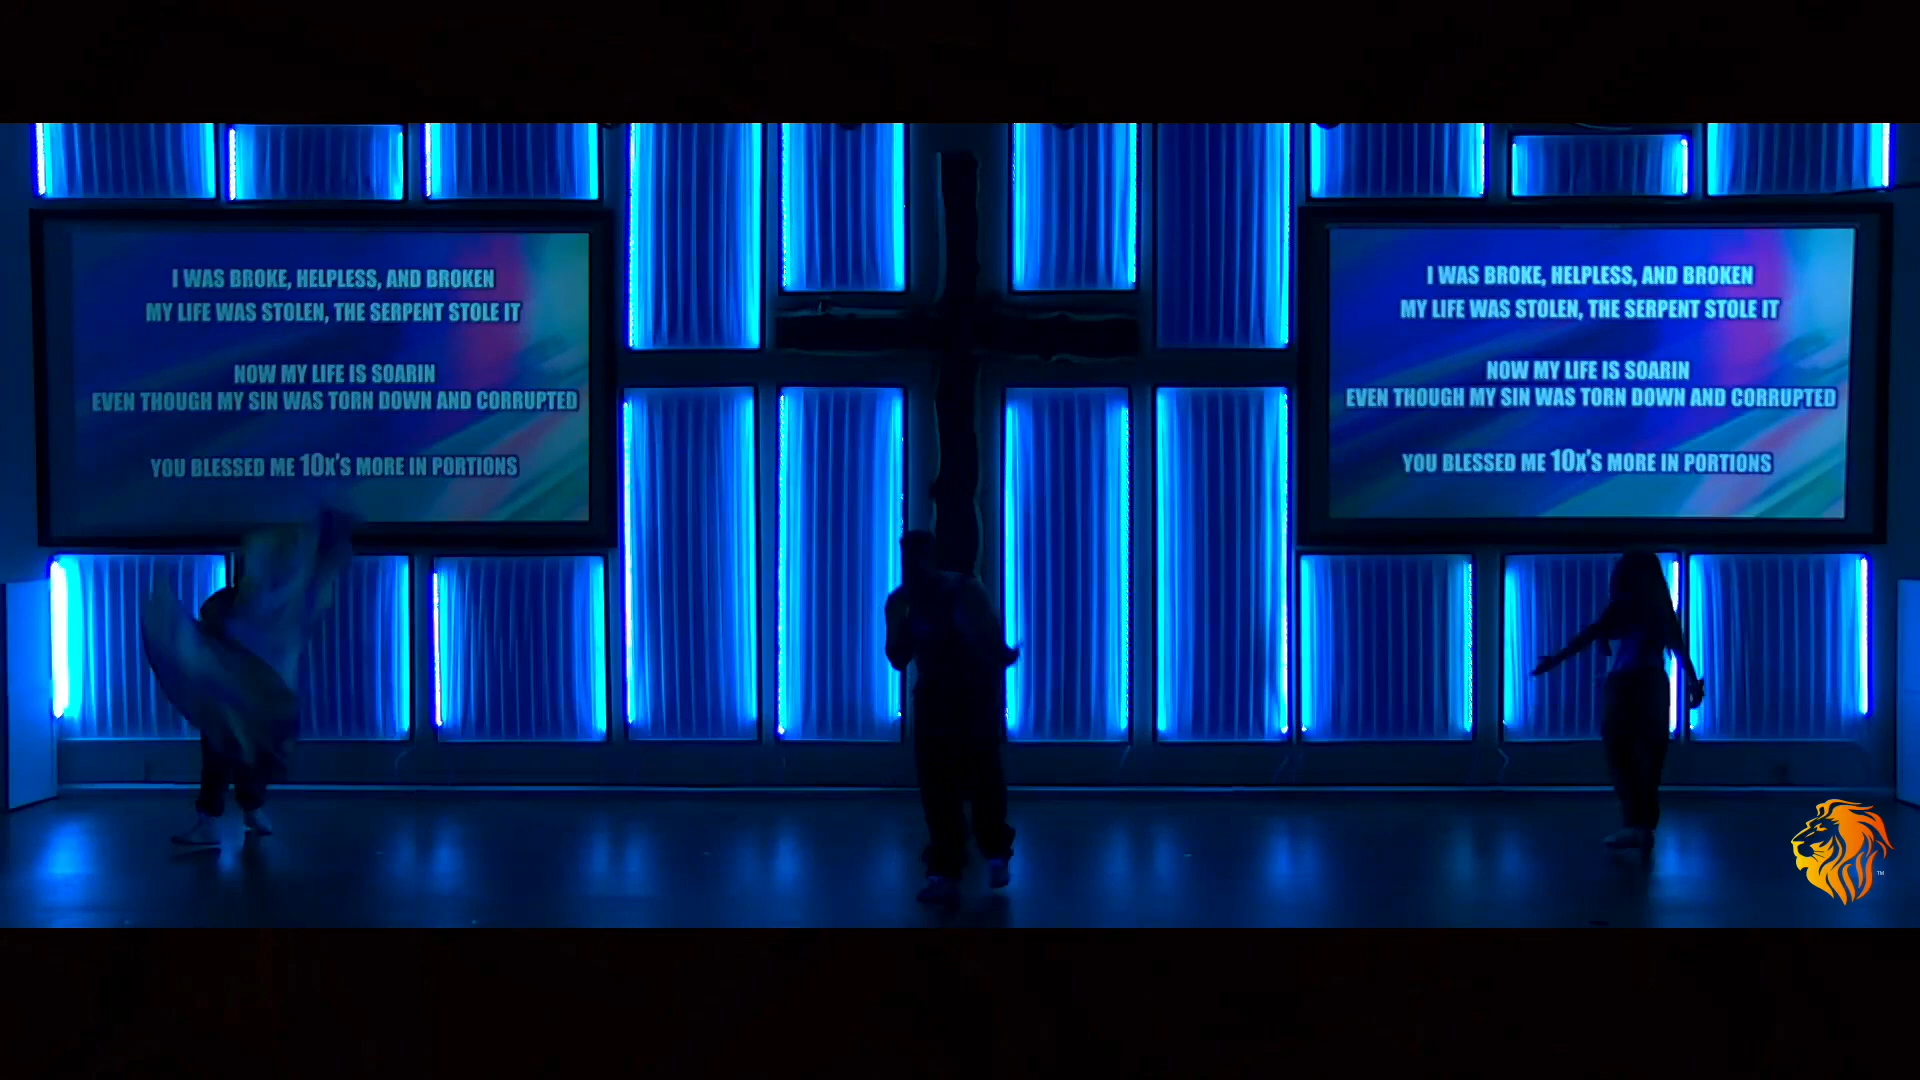 I WAS BROKE, HELPLESS, AND BROKEN
MY LIFE WAS STOLEN, THE SERPENT STOLE IT
NOW MY LIFE IS SOARIN
EVEN THOUGH MY SIN WAS TORN DOWN AND CORRUPTED
YOU BLESSED ME 10X'S MORE IN PORTIONS
I WAS BROKE, HELPLESS, AND BROKEN
MY LIFE WAS STOLEN, THE SERPENT STOLE IT
NOW MY LIFE IS SOARIN
EVEN THOUGH MY SIN WAS TORN DOWN AND CORRUPTED
YOU BLESSED ME 10X'S MORE IN PORTIONS
TM